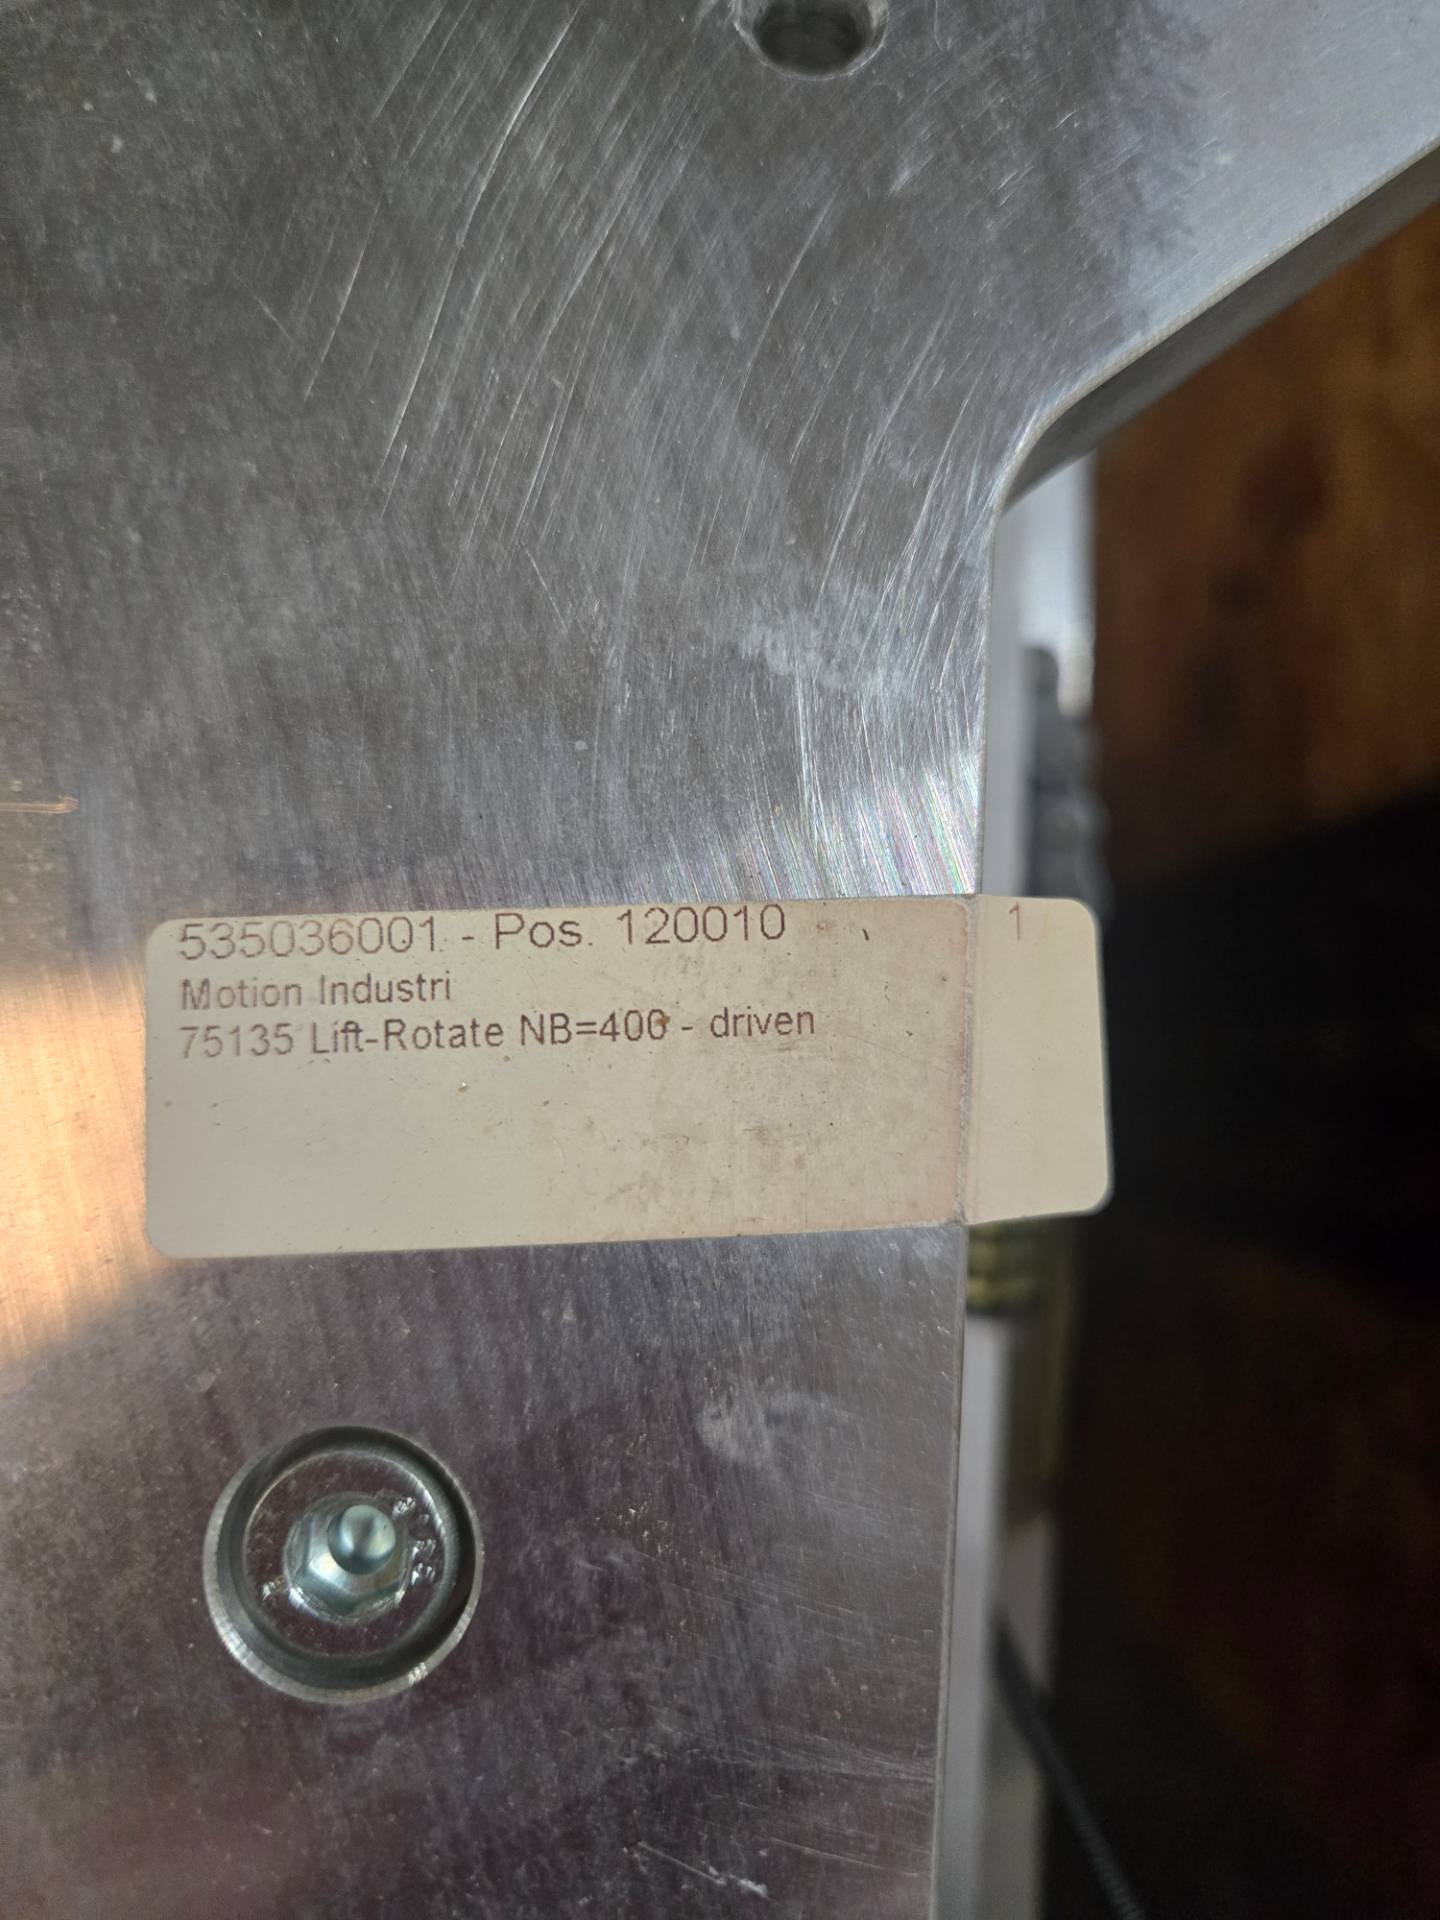 535036001 - Pos. 120010 1
Motion Industri
75135 Lift-Rotate NB=400 - driven